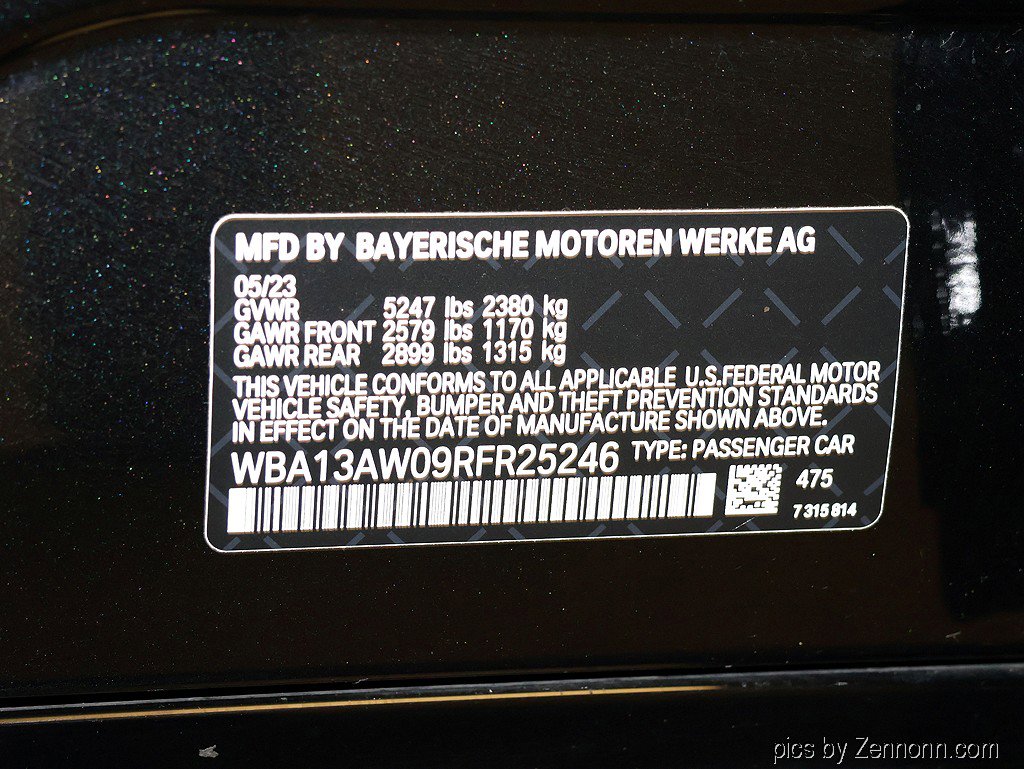 MFD BY BAYERISCHE MOTOREN WERKE AG
05/23
GVWR 5247 lbs 2380 kg
GAWR FRONT 2579 lbs 1170 kg
GAWR REAR 2899 lbs 1315 kg
THIS VEHICLE CONFORMS TO ALL APPLICABLE U.S.FEDERAL MOTOR
VEHICLE SAFETY, BUMPER AND THEFT PREVENTION STANDARDS
IN EFFECT ON THE DATE OF MANUFACTURE SHOWN ABOVE.
WBA13AW09RFR25246 TYPE: PASSENGER CAR
475
7 315 814
pics by Zennonn.com